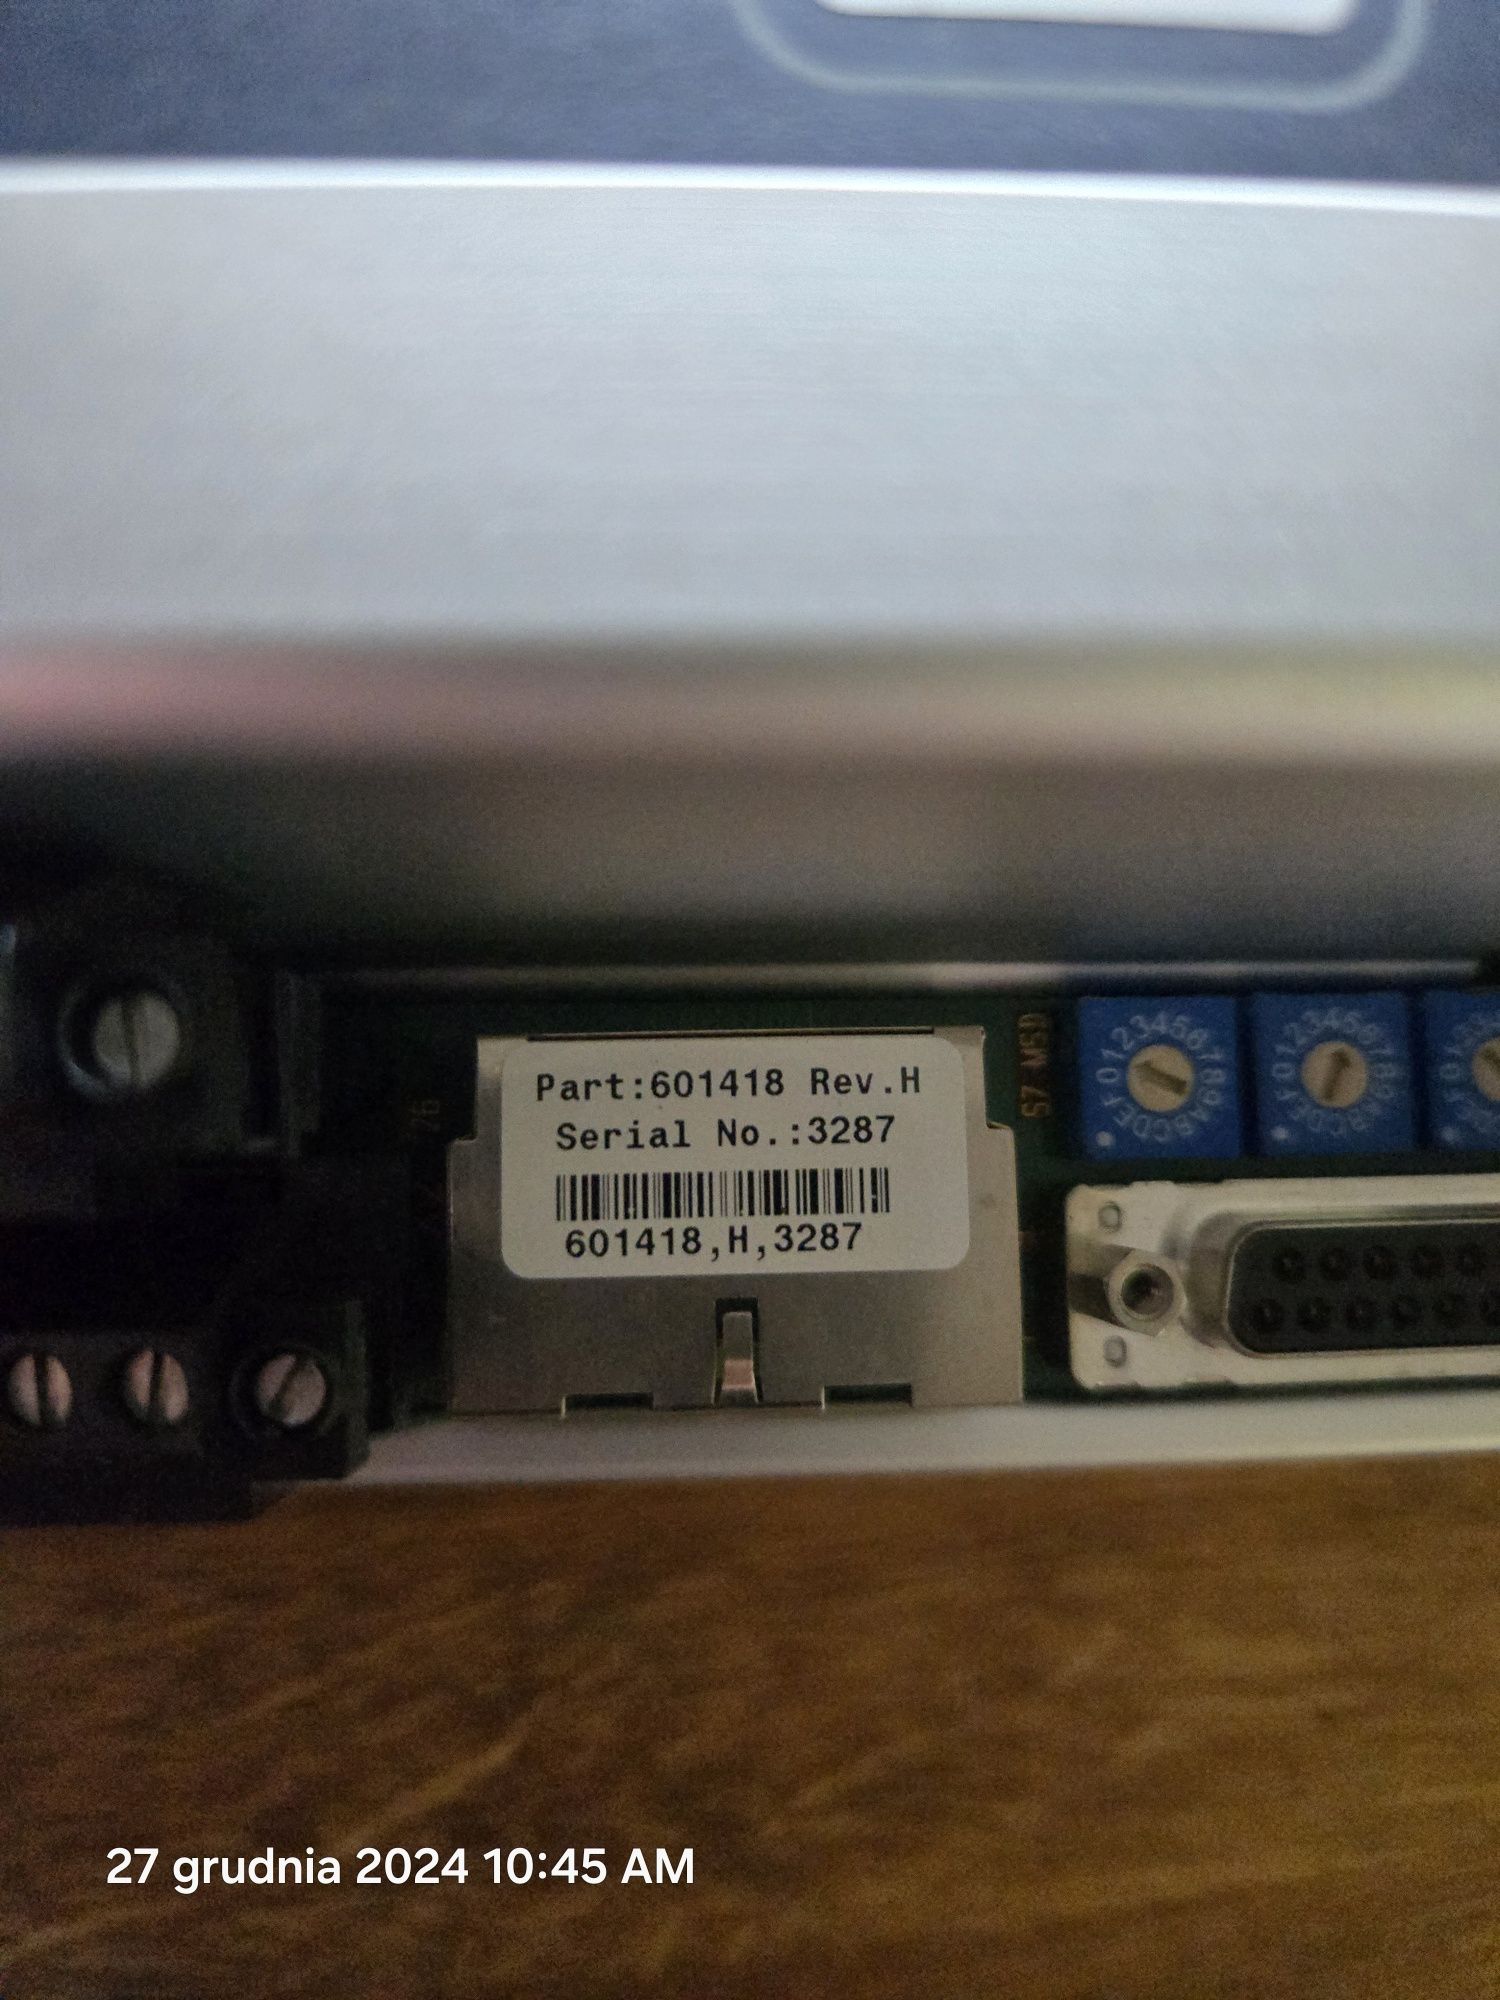 Part:601418 Rev.H
Serial No.:3287
601418,H,3287
S7 MSD
0123456789ABCDEF
0123456789ABCDEF
27 grudnia 2024 10:45 AM